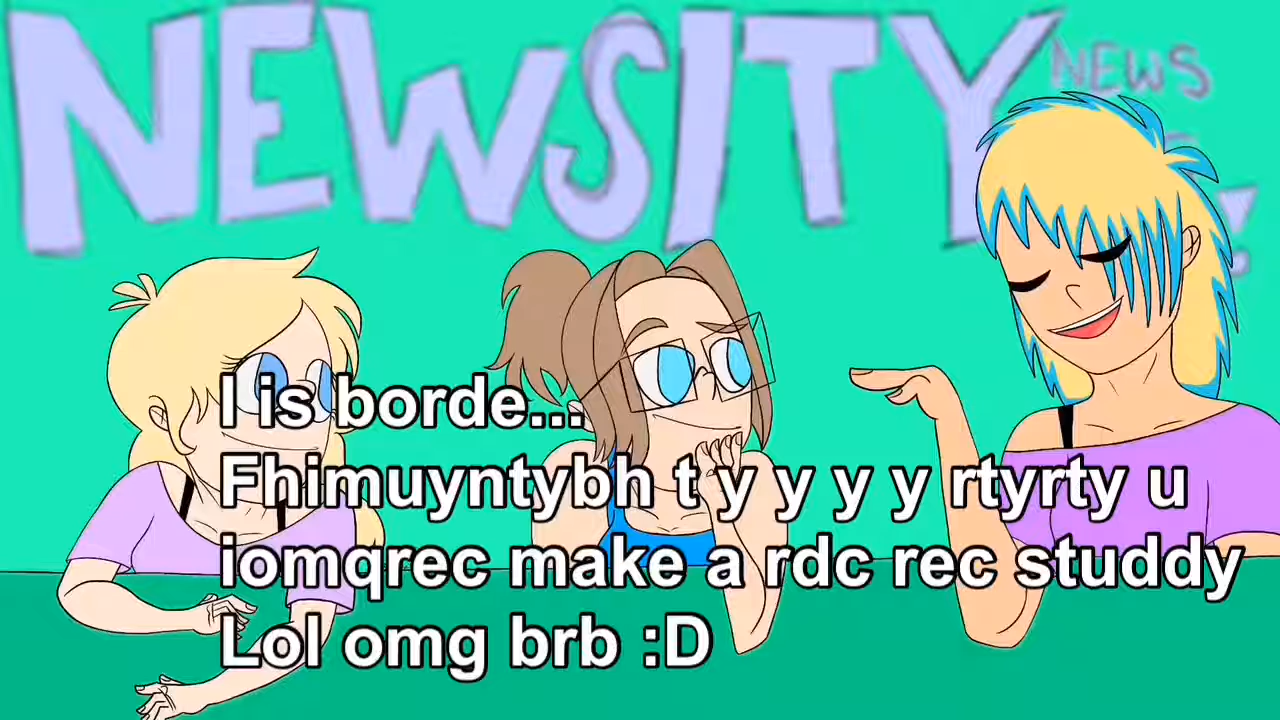 NEWSITY
NEWS
I is borde...
Fhimuyntybh t y y y y rtyrty u
iomqrec make a rdc rec studdy
Lol omg brb :D